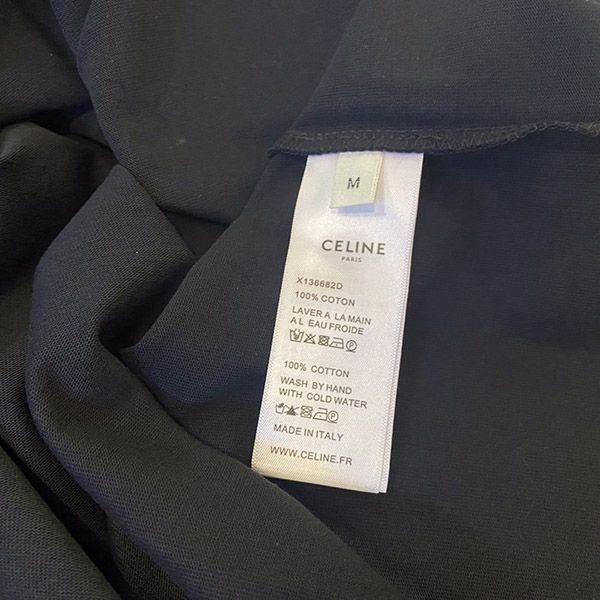 M
CELINE
PARIS
X136682D
100% COTON
LAVER A LA MAIN
A L EAU FROIDE
100% COTTON
WASH BY HAND
WITH COLD WATER
MADE IN ITALY
WWW.CELINE.FR